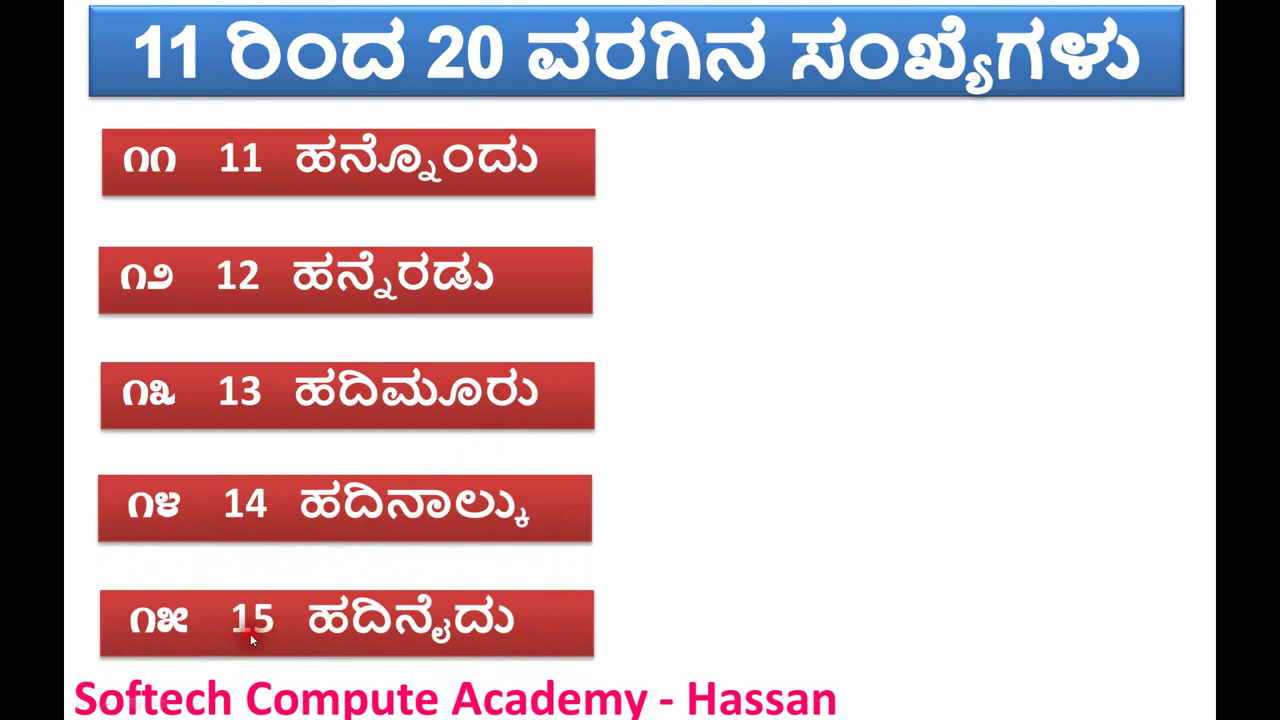 11 ರಿಂದ 20 ವರಗಿನ ಸಂಖ್ಯೆಗಳು
೧೧ 11 ಹನ್ನೊಂದು
೧೨ 12 ಹನ್ನೆರಡು
೧೩ 13 ಹದಿಮೂರು
೧೪ 14 ಹದಿನಾಲ್ಕು
೧೫ 15 ಹದಿನೈದು
Softech Compute Academy - Hassan